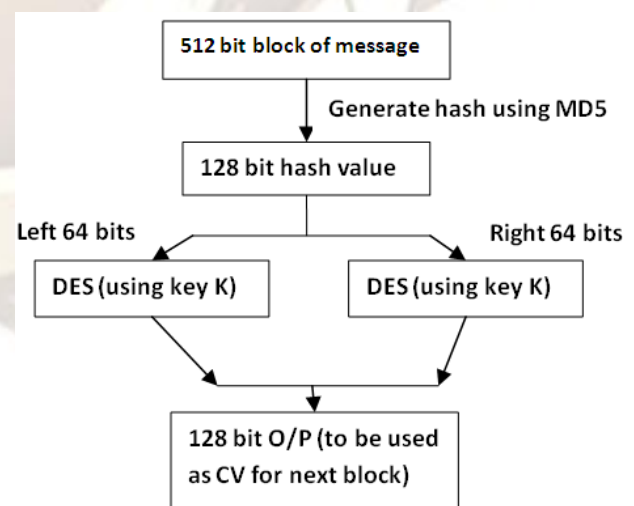 512 bit block of message
Generate hash using MD5
128 bit hash value
Left 64 bits
Right 64 bits
DES (using key K)
DES (using key K)
128 bit O/P (to be used
as CV for next block)